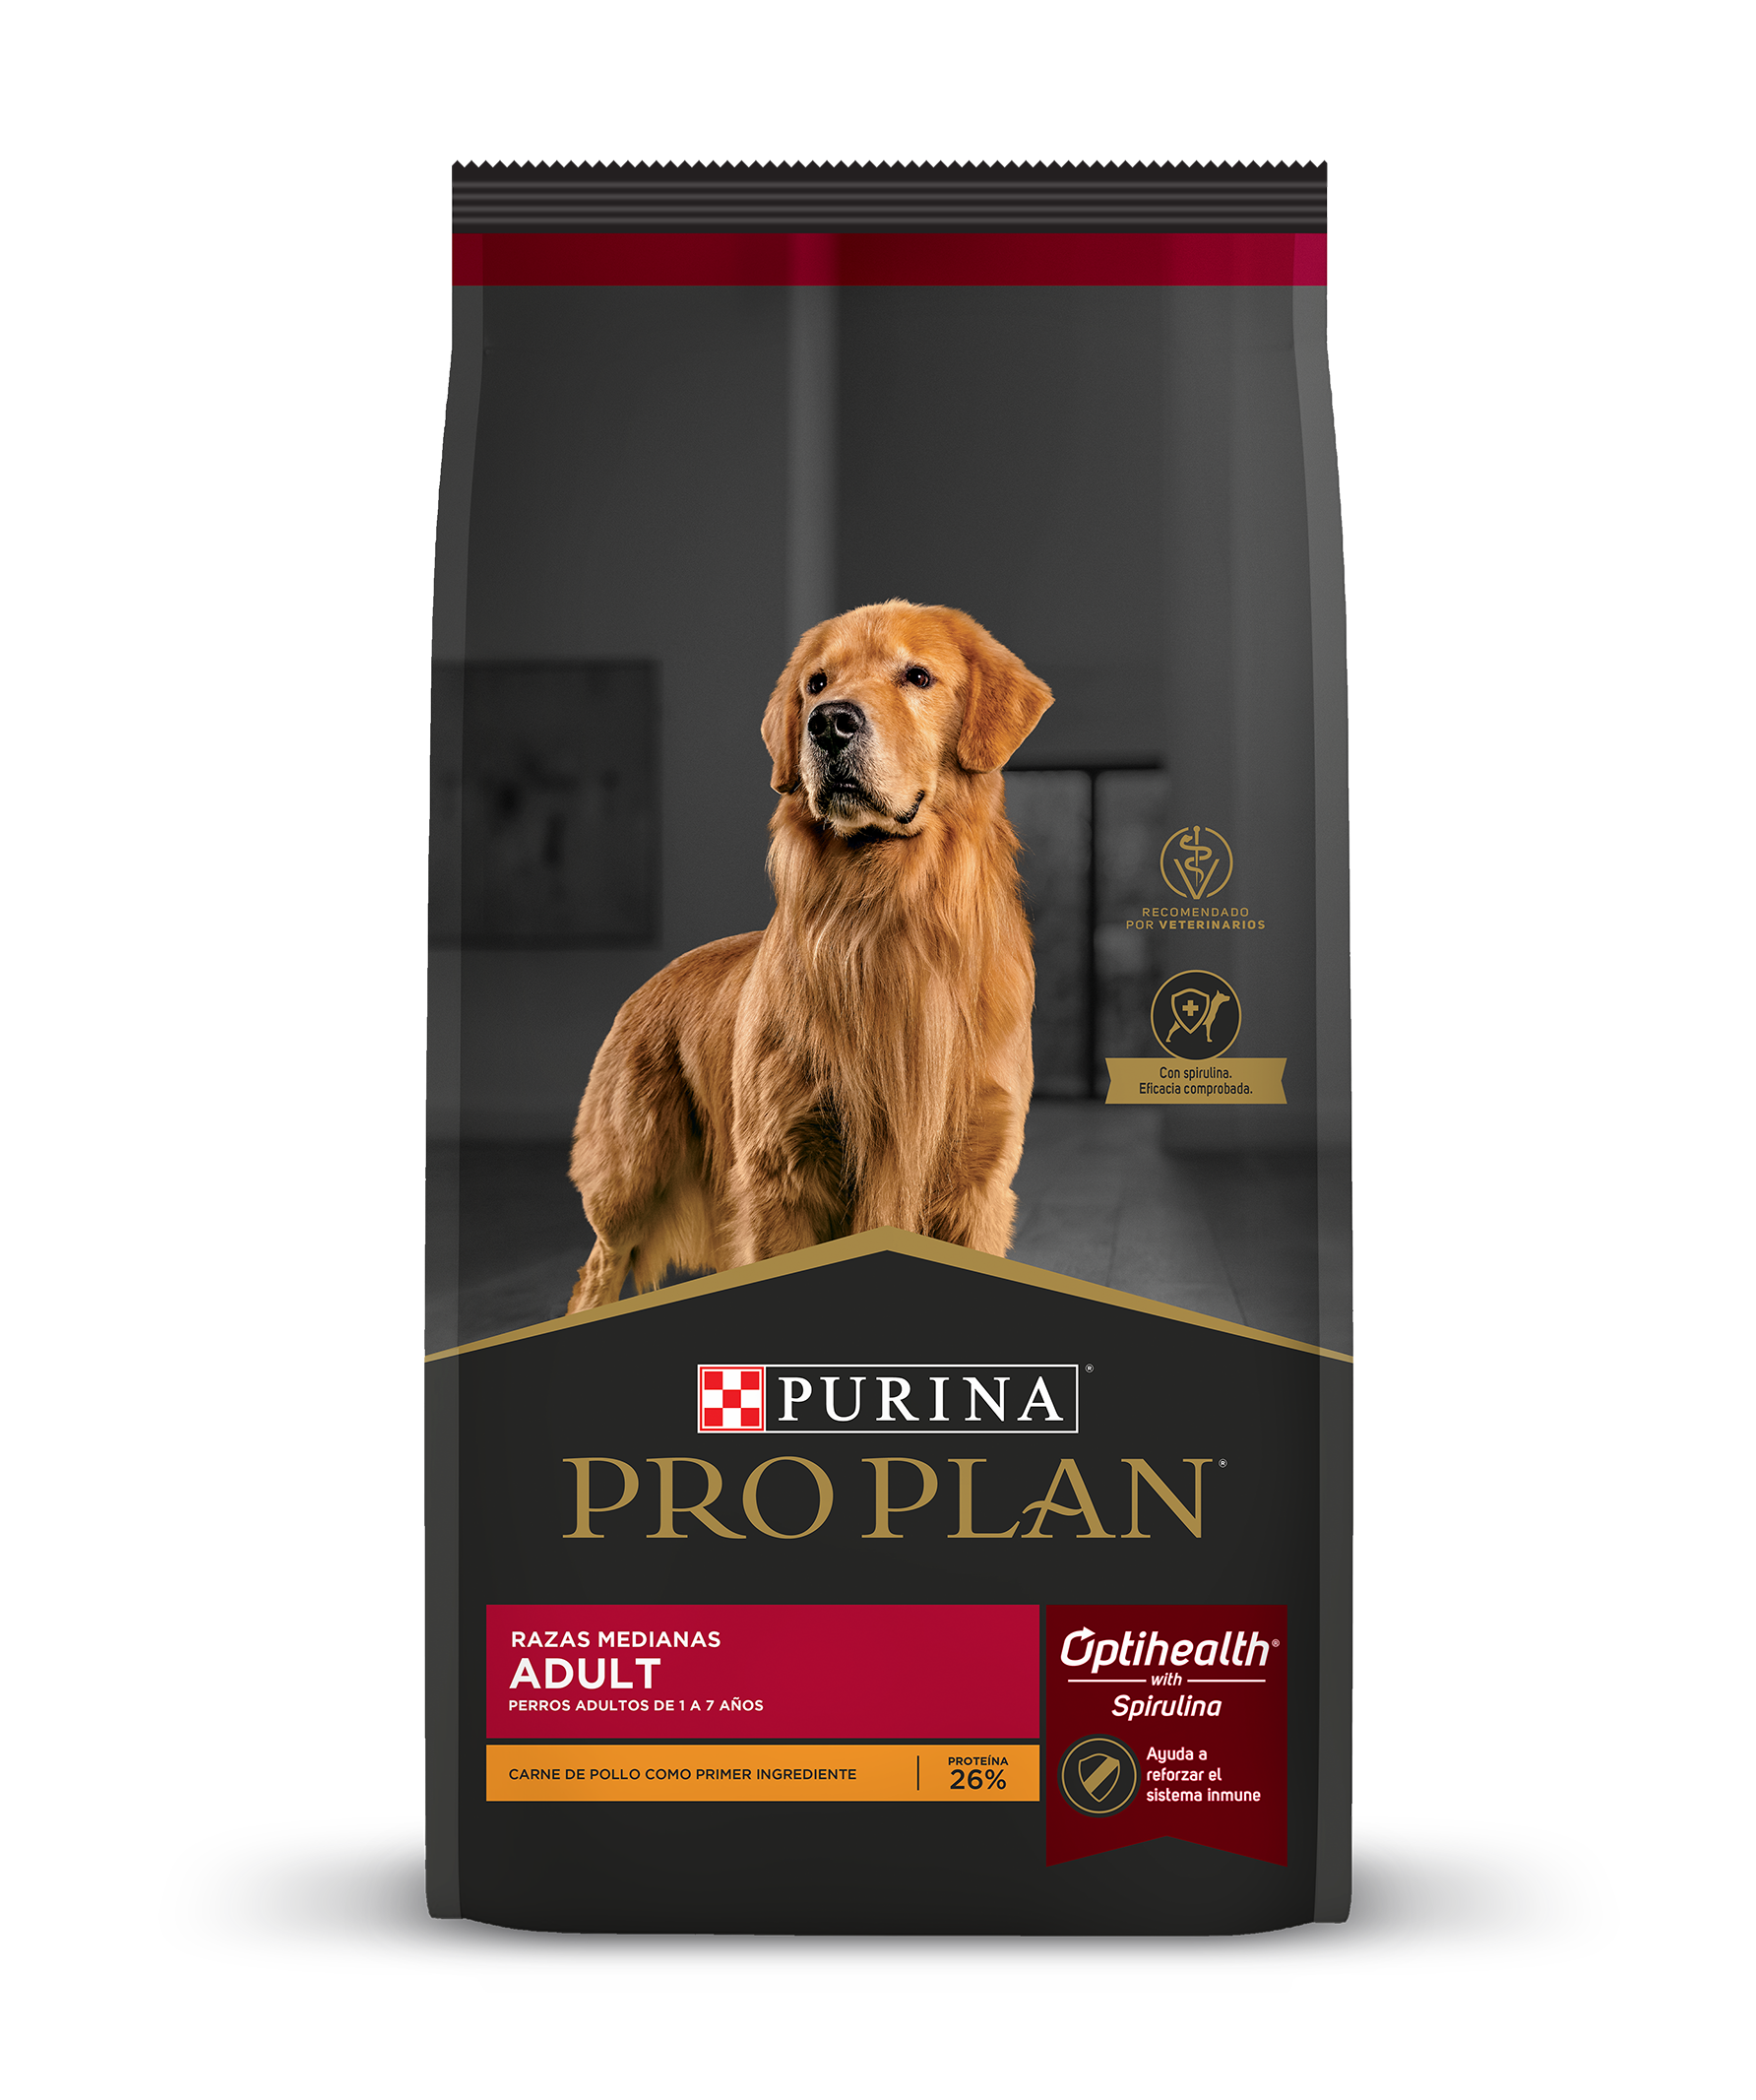 RECOMENDADO
POR VETERINARIOS
Con spirulina.
Eficacia comprobada.
PURINA®
PRO PLAN®
RAZAS MEDIANAS
ADULT
PERROS ADULTOS DE 1 A 7 AÑOS
CARNE DE POLLO COMO PRIMER INGREDIENTE
PROTEÍNA
26%
Optihealth®
with
Spirulina
Ayuda a
reforzar el
sistema inmune